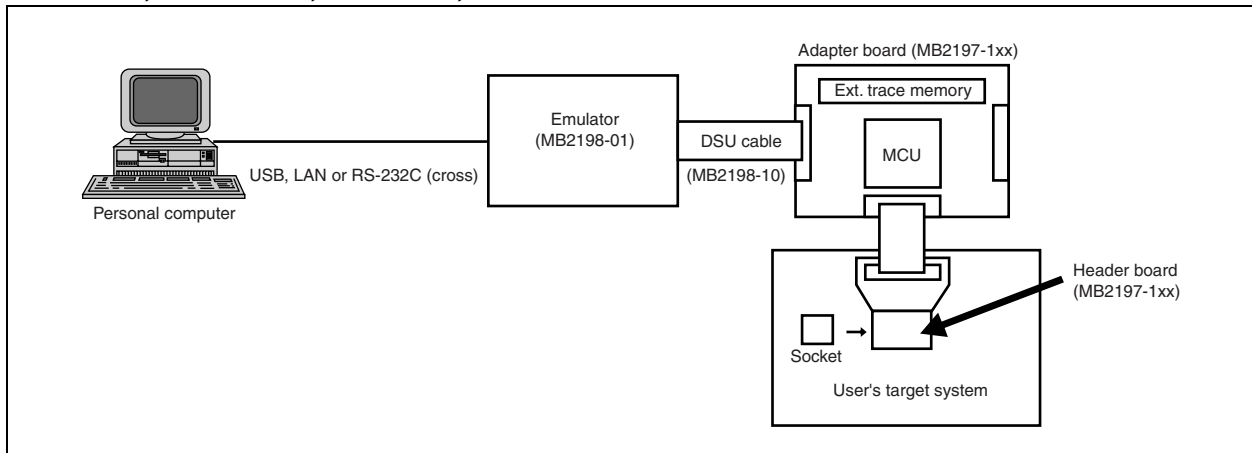 Adapter board (MB2197-1xx)
Ext. trace memory
Emulator
(MB2198-01)
DSU cable
MCU
USB, LAN or RS-232C (cross)
(MB2198-10)
Personal computer
Header board
(MB2197-1xx)
Socket
User's target system